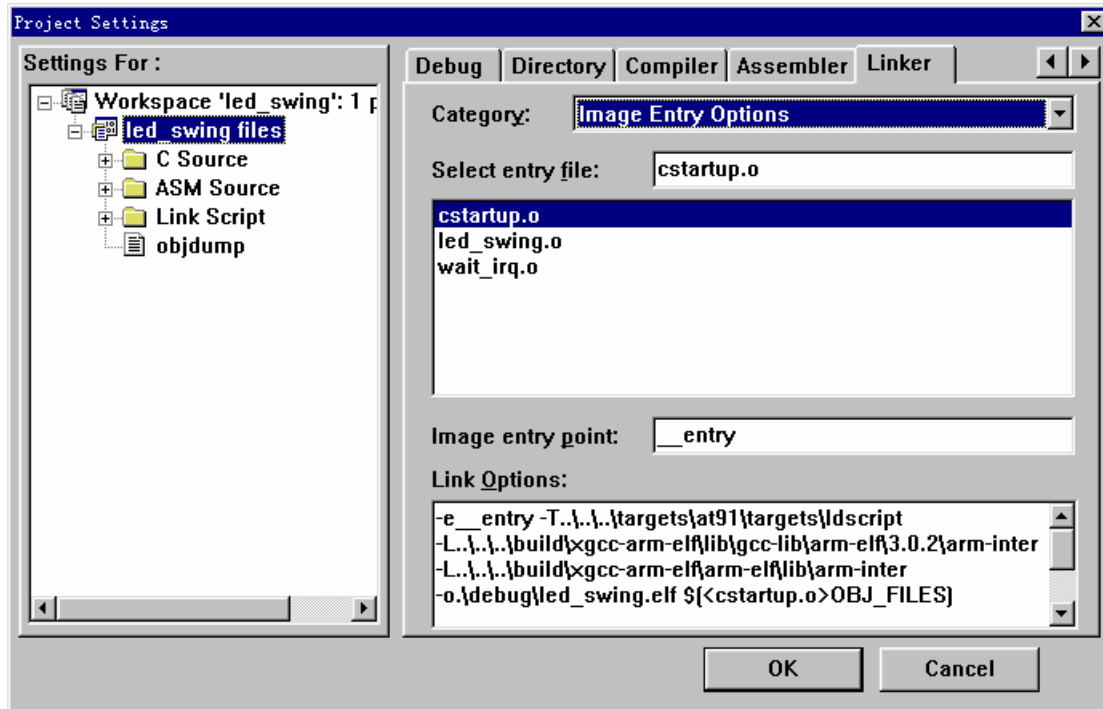 Project Settings
Settings For :
Workspace 'led_swing': 1 p
led_swing files
C Source
ASM Source
Link Script
objdump
Debug
Directory
Compiler
Assembler
Linker
Category:
Image Entry Options
Select entry file:
cstartup.o
cstartup.o
led_swing.o
wait_irq.o
Image entry point:
__entry
Link Options:
-e__entry -T..\..\..\targets\at91\targets\ldscript
-L..\..\..\build\xgcc-arm-elf\lib\gcc-lib\arm-elf\3.0.2\arm-inter
-L..\..\..\build\xgcc-arm-elf\arm-elf\lib\arm-inter
-o.\debug\led_swing.elf $(<cstartup.o>OBJ_FILES)
OK
Cancel